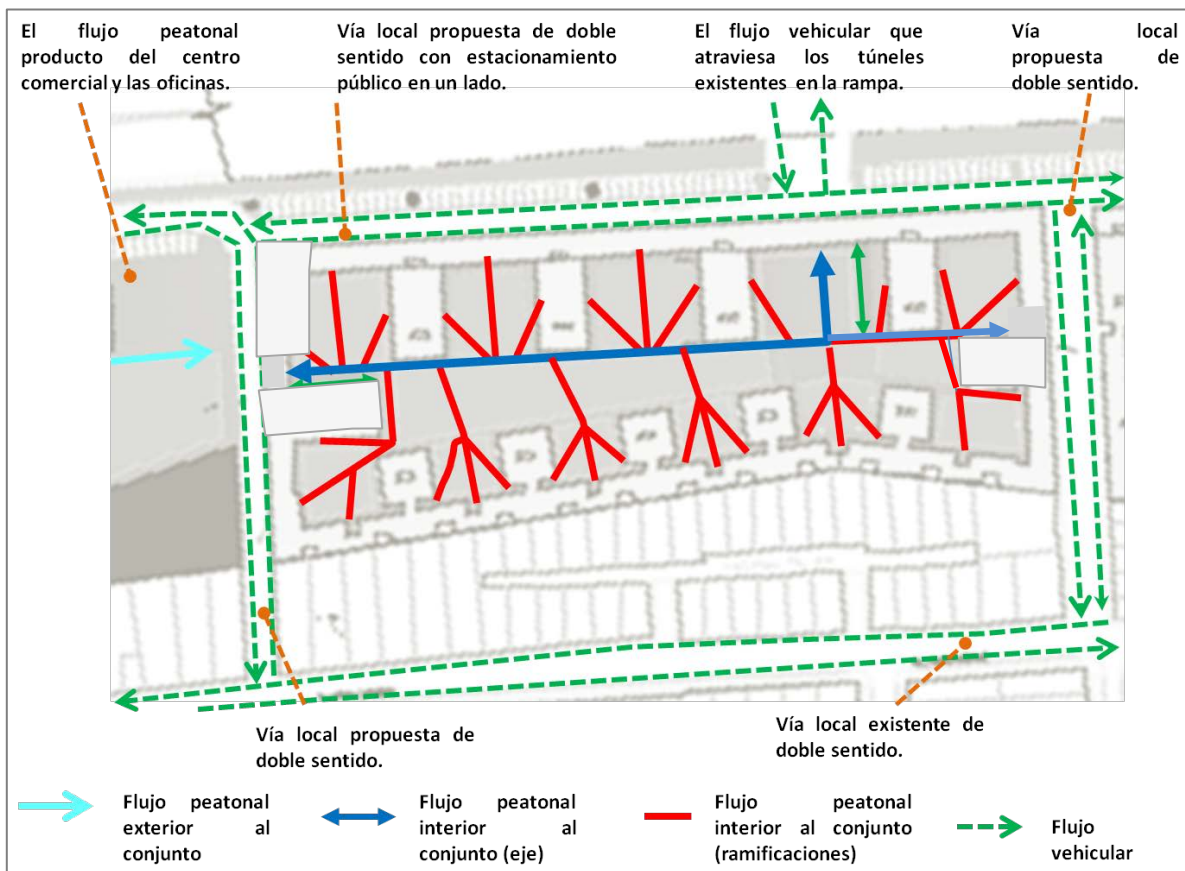 El flujo peatonal
producto del centro
comercial y las oficinas.
Vía local propuesta de doble
sentido con estacionamiento
público en un lado.
El flujo vehicular que
atraviesa los túneles
existentes en la rampa.
Vía local
propuesta de
doble sentido.
Vía local propuesta de
doble sentido.
Vía local existente de
doble sentido.
Flujo peatonal
exterior al
conjunto
Flujo peatonal
interior al
conjunto (eje)
Flujo peatonal
interior al conjunto
(ramificaciones)
Flujo
vehicular